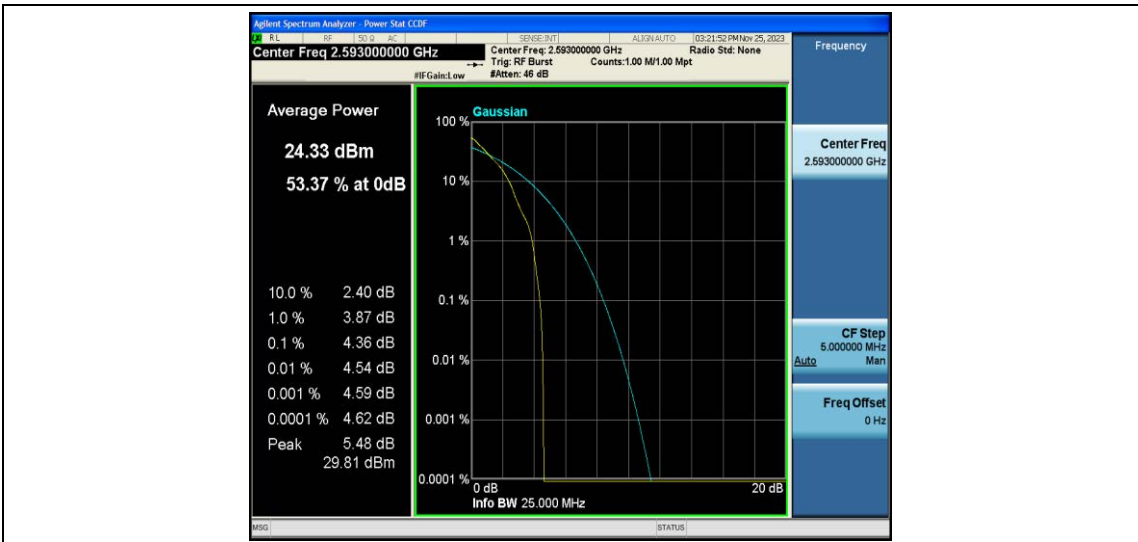 Agilent Spectrum Analyzer - Power Stat CCDF
LXI RL RF 50 Ω AC SENSE:INT ALIGN AUTO 03:21:52 PM Nov 25, 2023
Center Freq 2.593000000 GHz
Center Freq: 2.593000000 GHz Radio Std: None
Trig: RF Burst Counts:1.00 M/1.00 Mpt
#IFGain:Low #Atten: 46 dB
Frequency
Average Power
24.33 dBm
53.37 % at 0dB
10.0 % 2.40 dB
1.0 % 3.87 dB
0.1 % 4.36 dB
0.01 % 4.54 dB
0.001 % 4.59 dB
0.0001 % 4.62 dB
Peak 5.48 dB
29.81 dBm
Gaussian
100 %
10 %
1 %
0.1 %
0.01 %
0.001 %
0.0001 %
0 dB 20 dB
Info BW 25.000 MHz
Center Freq
2.593000000 GHz
CF Step
5.000000 MHz
Auto Man
Freq Offset
0 Hz
MSG STATUS